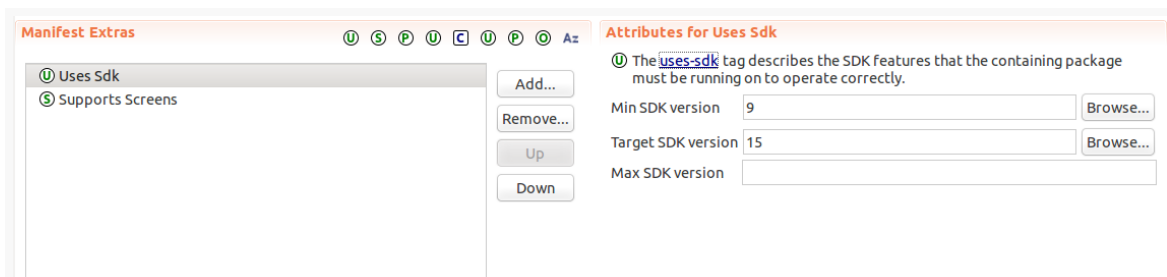 Manifest Extras
U S P U C U P O Az
U Uses Sdk
S Supports Screens
Add...
Remove...
Up
Down
Attributes for Uses Sdk
U The uses-sdk tag describes the SDK features that the containing package
must be running on to operate correctly.
Min SDK version 9 Browse...
Target SDK version 15 Browse...
Max SDK version